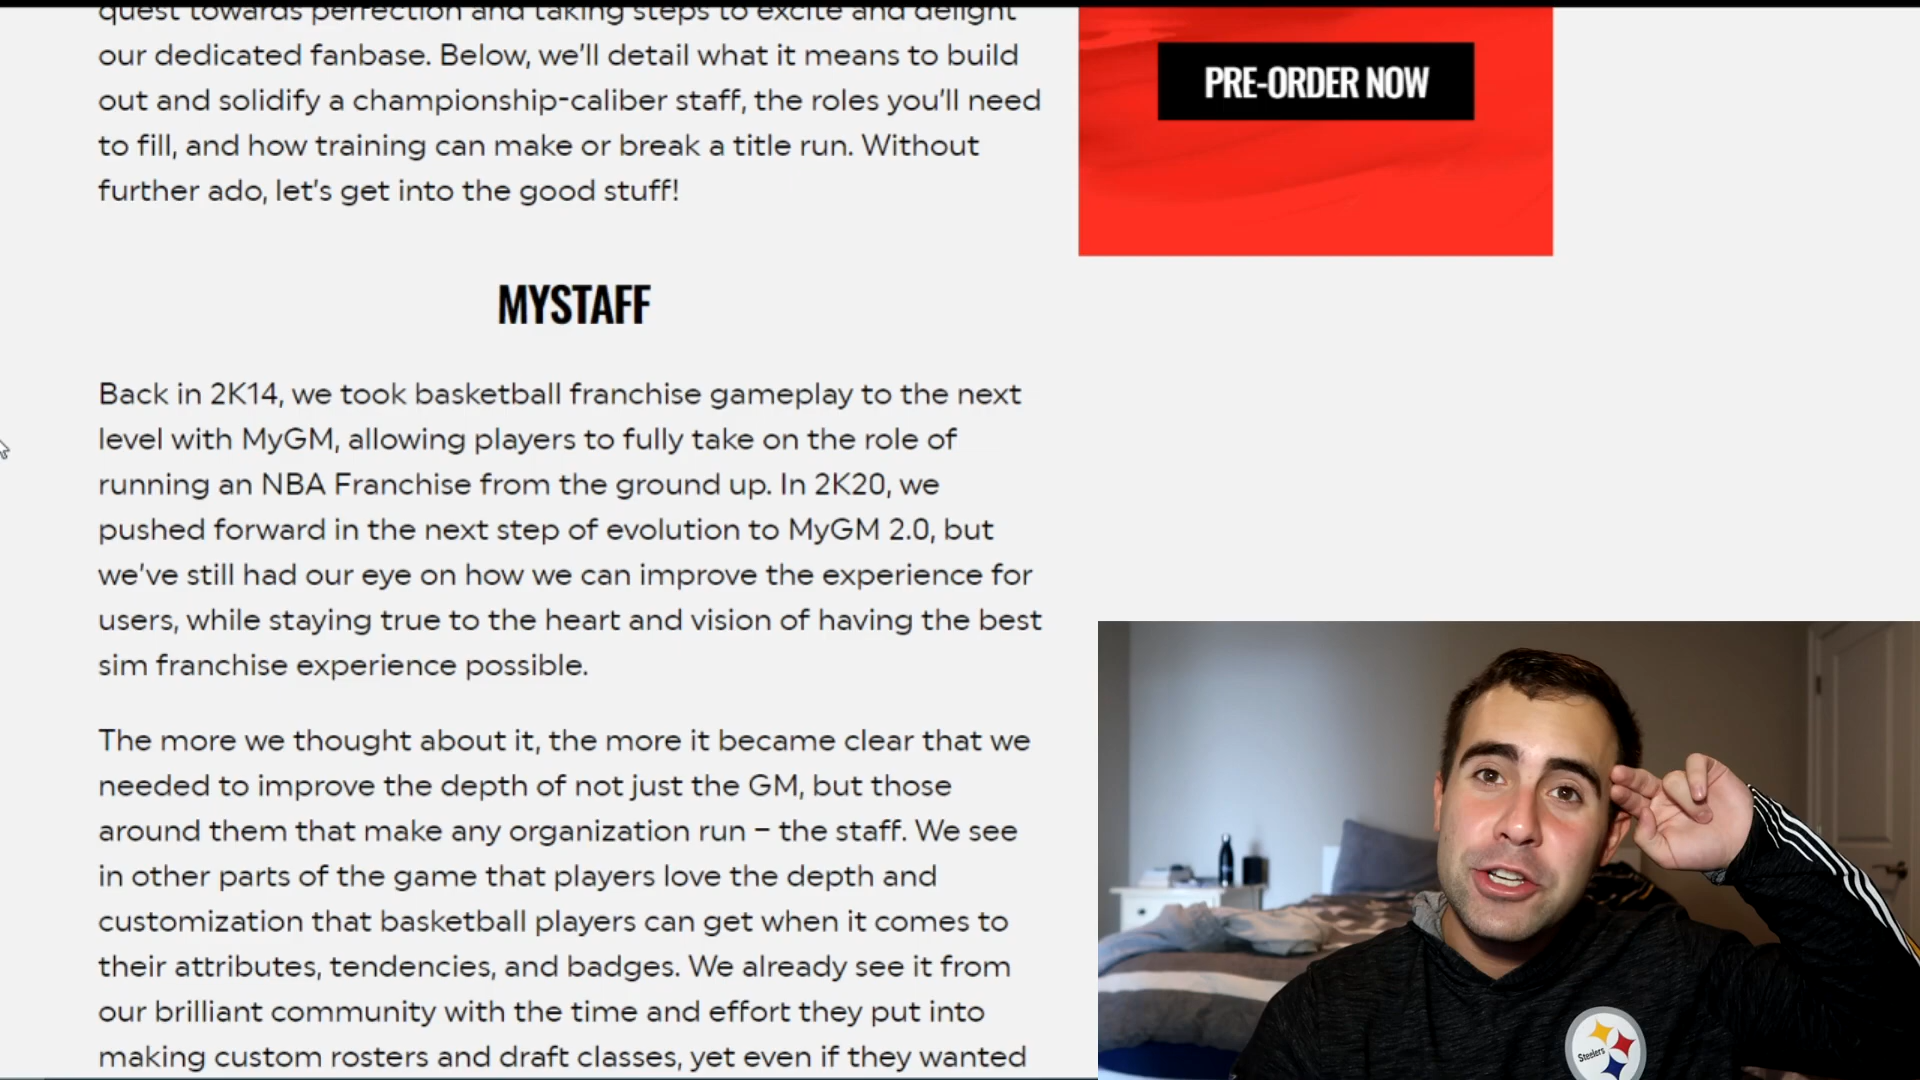 quest towards perfection and taking steps to excite and delight
our dedicated fanbase. Below, we'll detail what it means to build
out and solidify a championship-caliber staff, the roles you'll need
to fill, and how training can make or break a title run. Without
further ado, let's get into the good stuff!
PRE-ORDER NOW
MYSTAFF
Back in 2K14, we took basketball franchise gameplay to the next
level with MyGM, allowing players to fully take on the role of
running an NBA Franchise from the ground up. In 2K20, we
pushed forward in the next step of evolution to MyGM 2.0, but
we've still had our eye on how we can improve the experience for
users, while staying true to the heart and vision of having the best
sim franchise experience possible.
The more we thought about it, the more it became clear that we
needed to improve the depth of not just the GM, but those
around them that make any organization run – the staff. We see
in other parts of the game that players love the depth and
customization that basketball players can get when it comes to
their attributes, tendencies, and badges. We already see it from
our brilliant community with the time and effort they put into
making custom rosters and draft classes, yet even if they wanted
Steelers